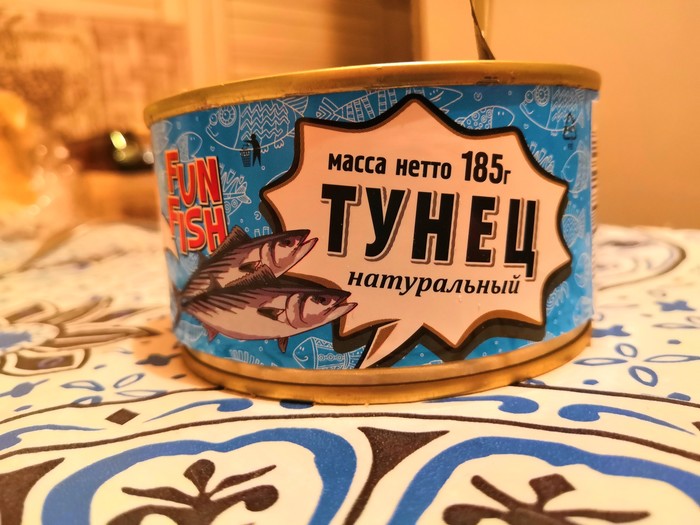 FUN
FISH
масса нетто 185г
ТУНЕЦ
натуральный